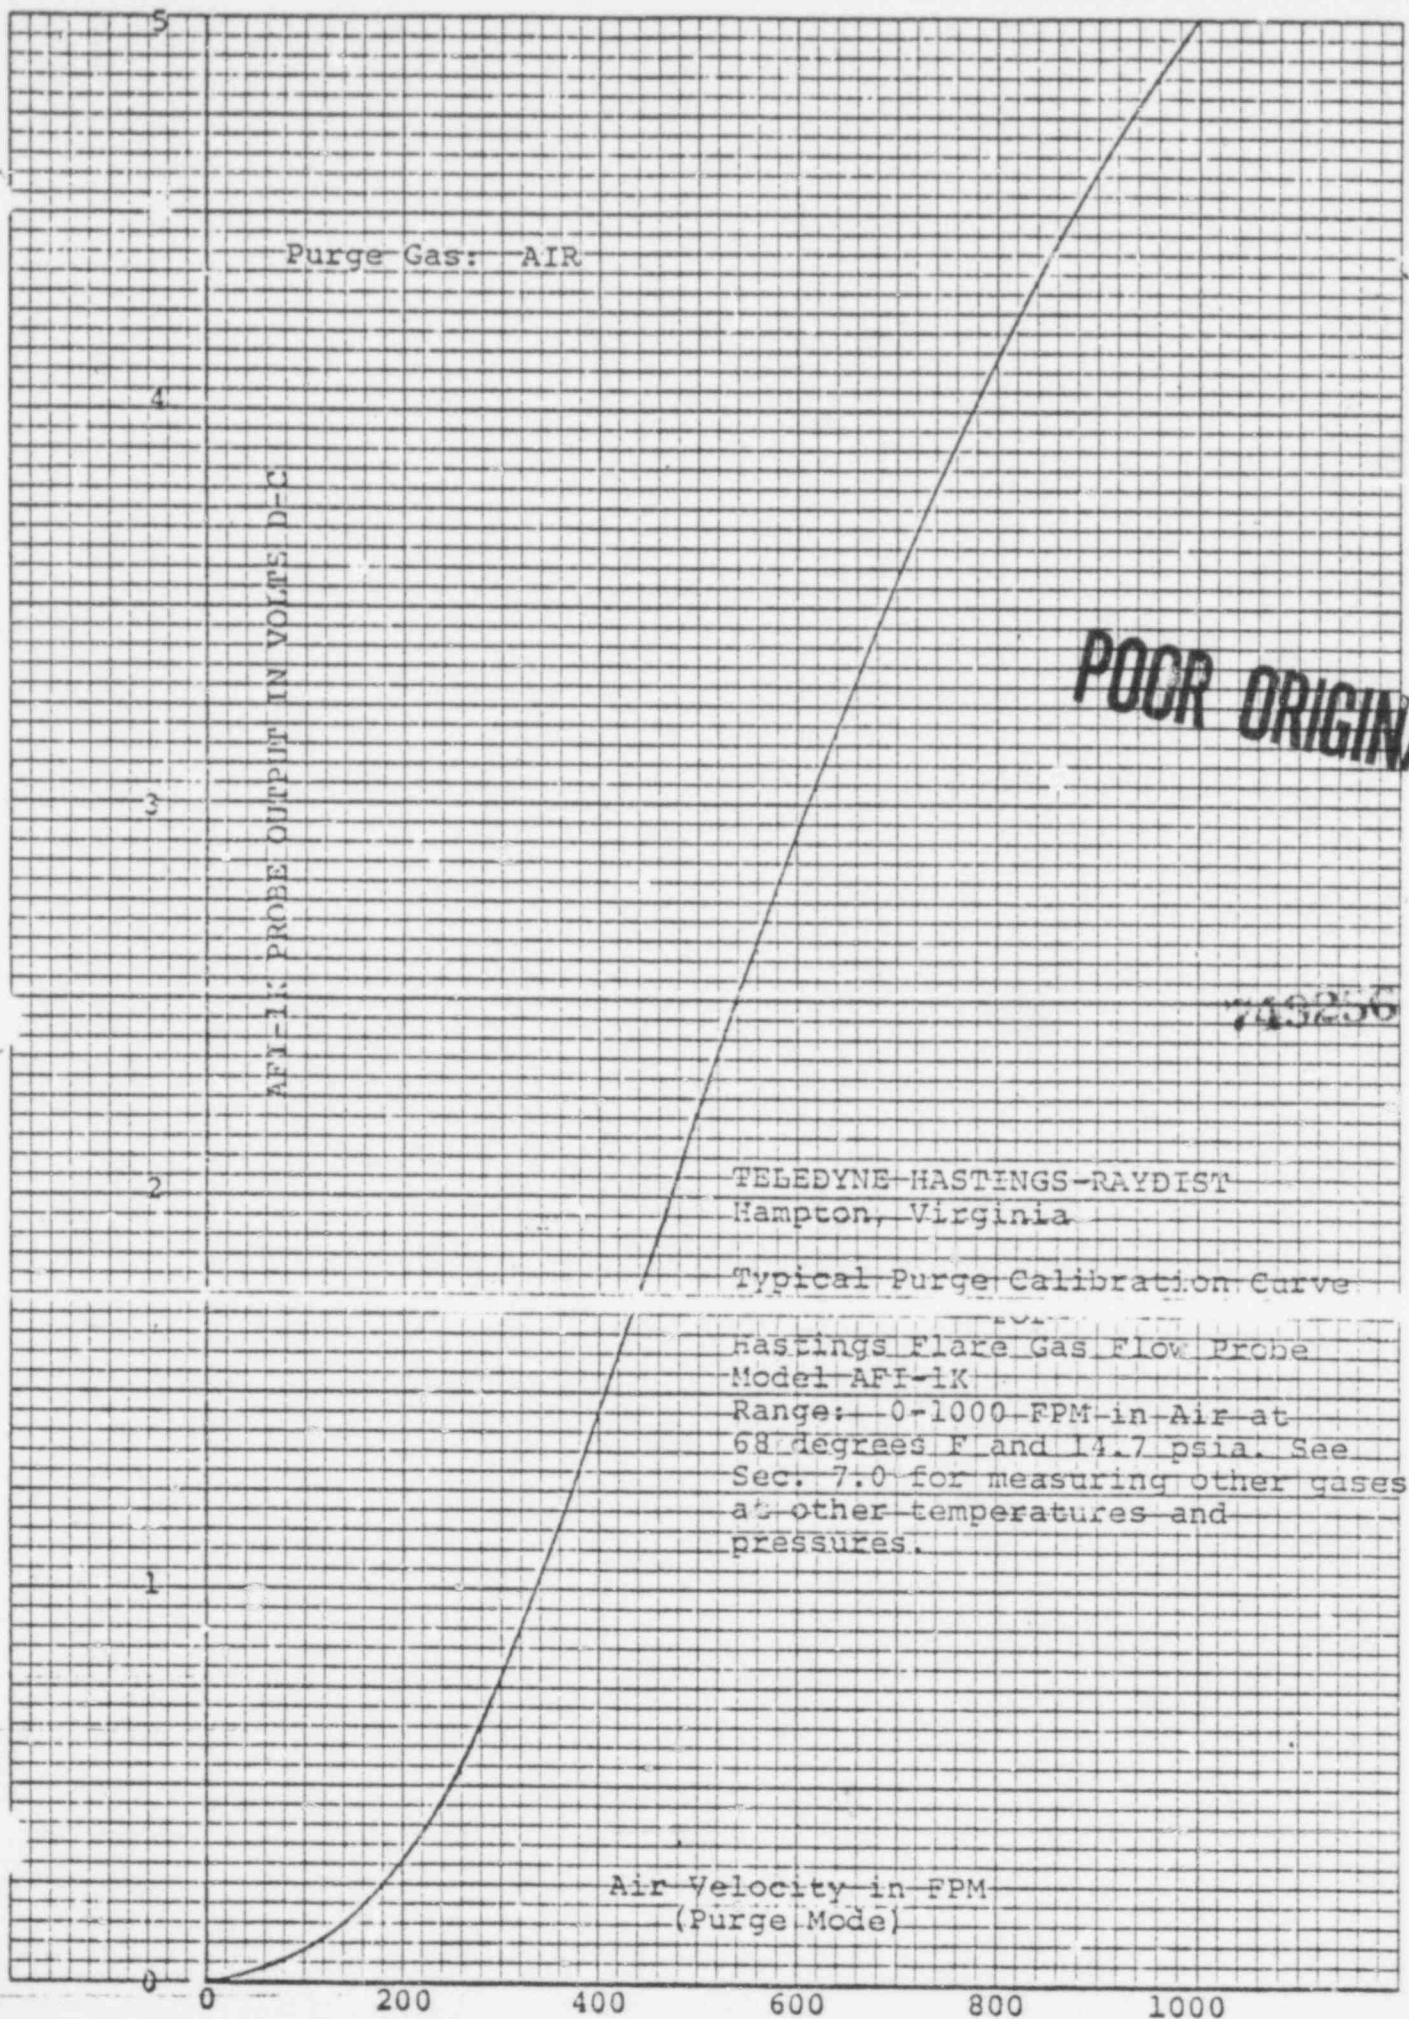 5
Purge Gas: AIR
4
AFI-1K PROBE OUTPUT IN VOLTS D-C
POOR ORIGIN
3
743256
2
TELEDYNE HASTINGS-RAYDIST
Hampton, Virginia
Typical Purge Calibration Curve
Hastings Flare Gas Flow Probe
Model AFI-1K
Range: 0-1000 FPM in Air at
68 degrees F and 14.7 psia. See
Sec. 7.0 for measuring other gases
at other temperatures and
pressures.
1
Air Velocity in FPM
(Purge Mode)
0
0 200 400 600 800 1000